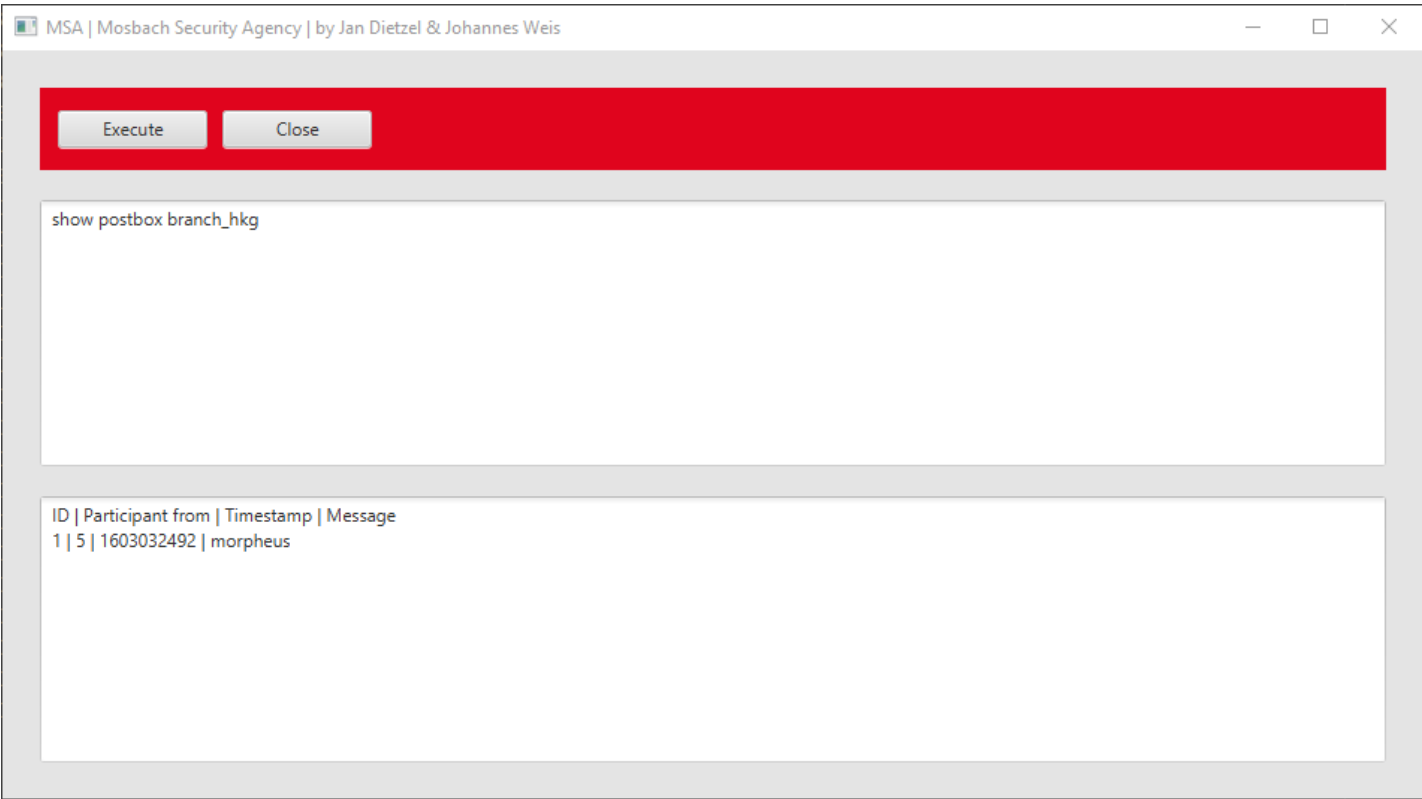 MSA | Mosbach Security Agency | by Jan Dietzel & Johannes Weis
Execute
Close
show postbox branch_hkg
ID | Participant from | Timestamp | Message
1 | 5 | 1603032492 | morpheus